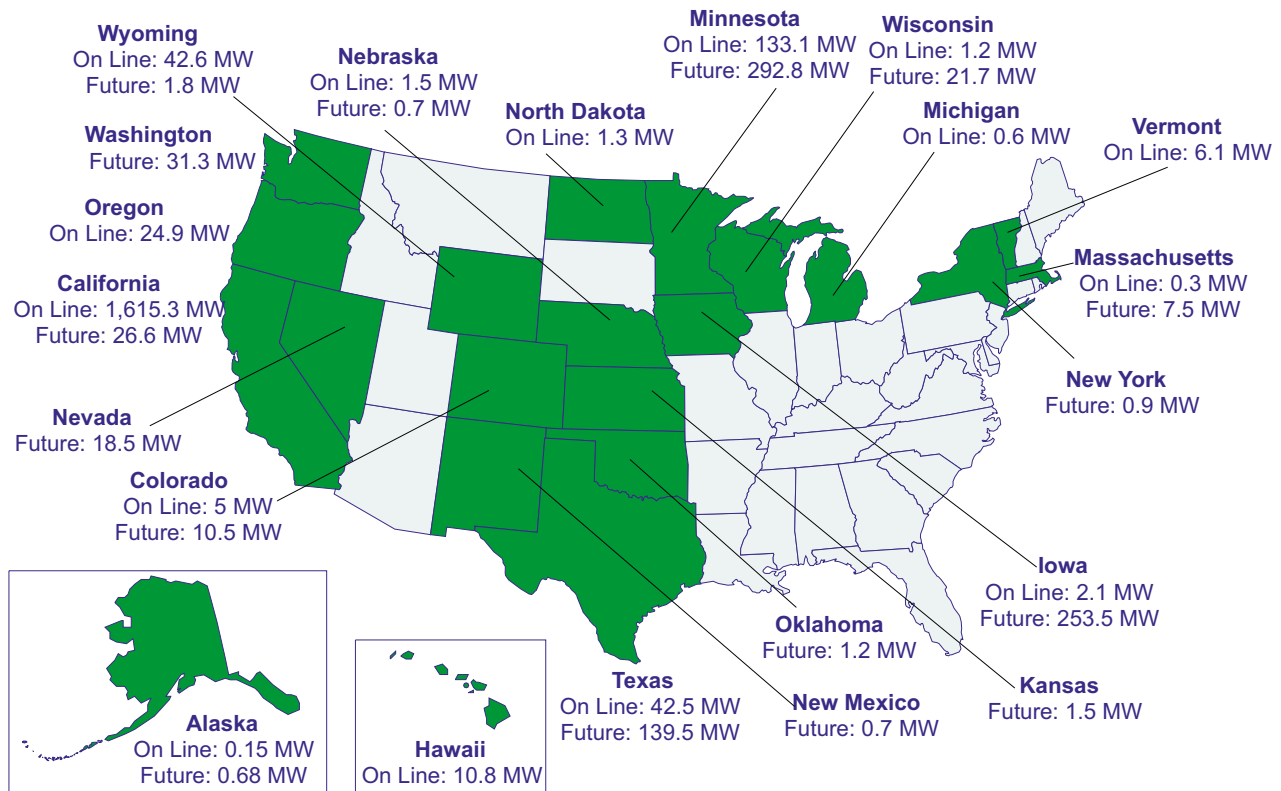 Wyoming
On Line: 42.6 MW
Future: 1.8 MW
Nebraska
On Line: 1.5 MW
Future: 0.7 MW
North Dakota
On Line: 1.3 MW
Minnesota
On Line: 133.1 MW
Future: 292.8 MW
Wisconsin
On Line: 1.2 MW
Future: 21.7 MW
Michigan
On Line: 0.6 MW
Vermont
On Line: 6.1 MW
Washington
Future: 31.3 MW
Oregon
On Line: 24.9 MW
California
On Line: 1,615.3 MW
Future: 26.6 MW
Massachusetts
On Line: 0.3 MW
Future: 7.5 MW
New York
Future: 0.9 MW
Nevada
Future: 18.5 MW
Colorado
On Line: 5 MW
Future: 10.5 MW
Iowa
On Line: 2.1 MW
Future: 253.5 MW
Oklahoma
Future: 1.2 MW
Kansas
Future: 1.5 MW
New Mexico
Future: 0.7 MW
Texas
On Line: 42.5 MW
Future: 139.5 MW
Alaska
On Line: 0.15 MW
Future: 0.68 MW
Hawaii
On Line: 10.8 MW